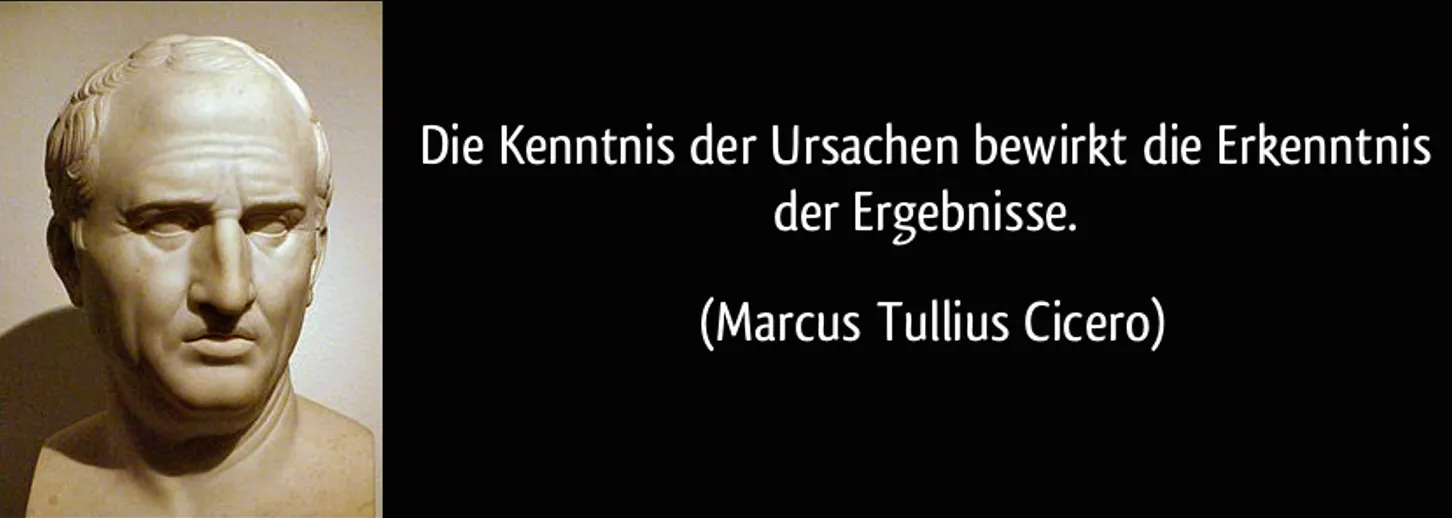 Die Kenntnis der Ursachen bewirkt die Erkenntnis
der Ergebnisse.
(Marcus Tullius Cicero)